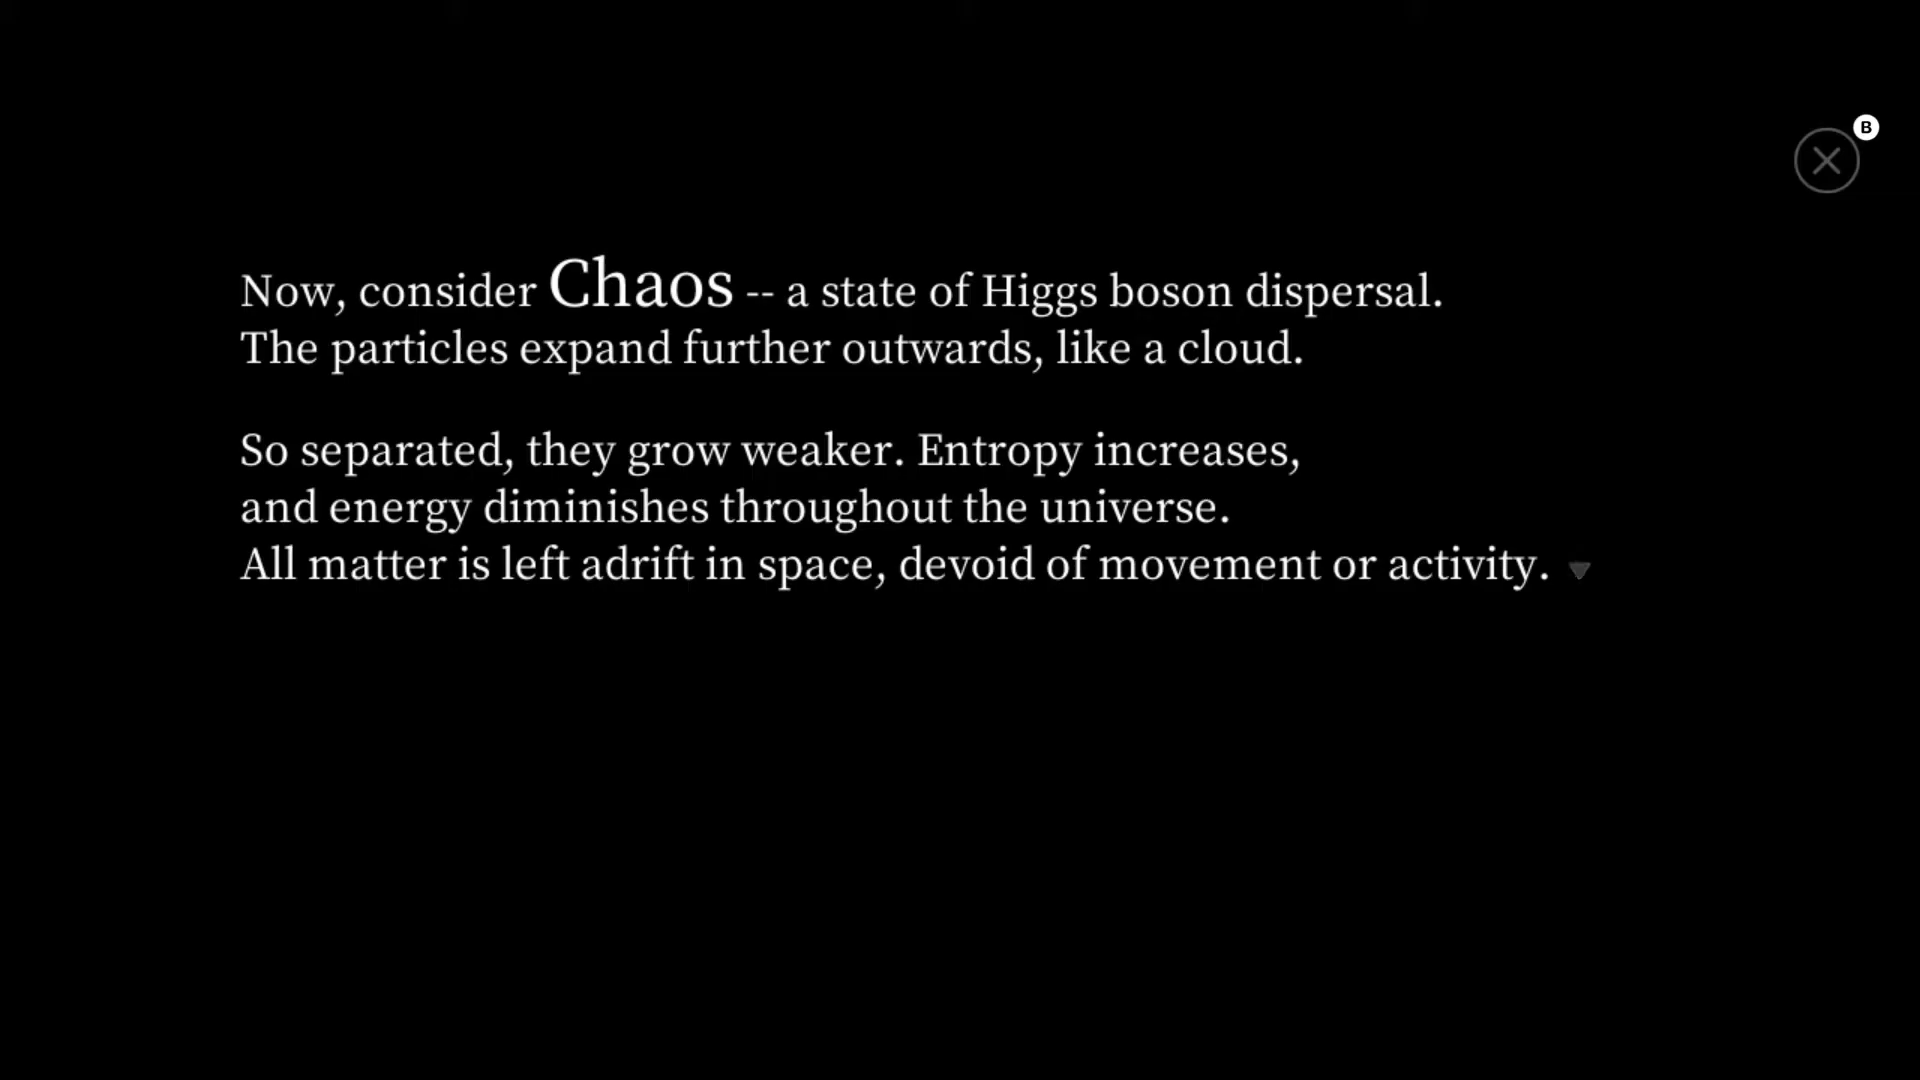 B
Now, consider Chaos -- a state of Higgs boson dispersal.
The particles expand further outwards, like a cloud.
So separated, they grow weaker. Entropy increases,
and energy diminishes throughout the universe.
All matter is left adrift in space, devoid of movement or activity.